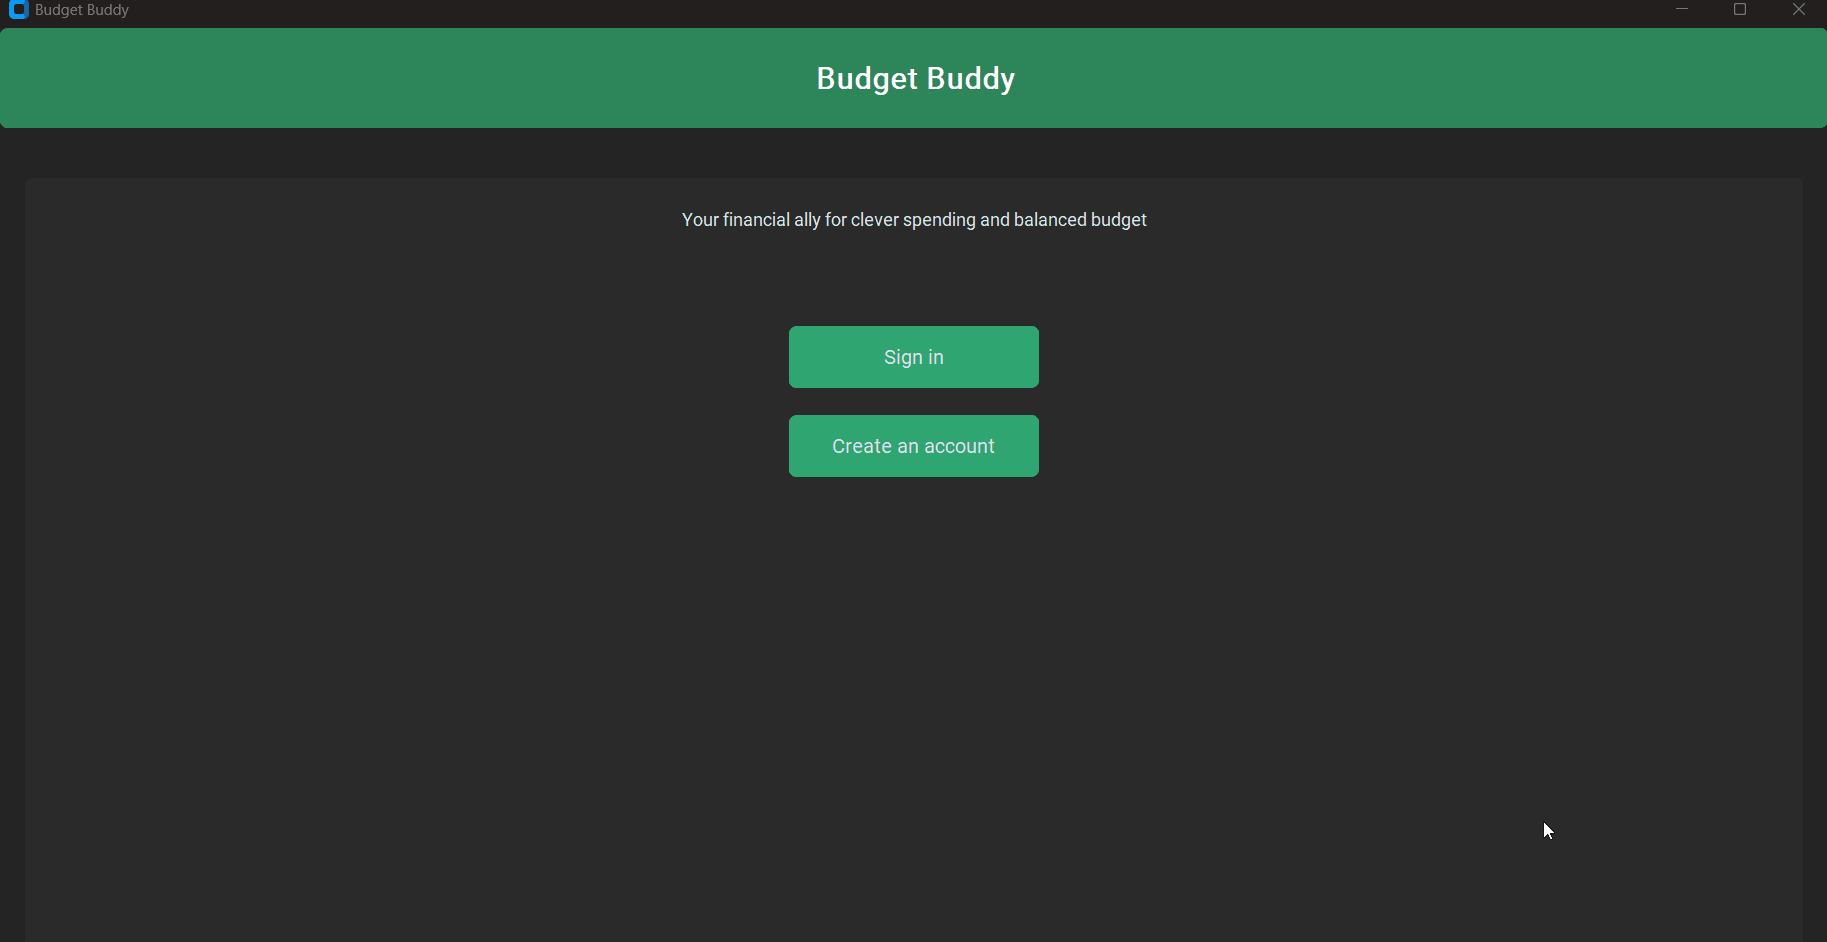 Budget Buddy
Budget Buddy
Your financial ally for clever spending and balanced budget
Sign in
Create an account